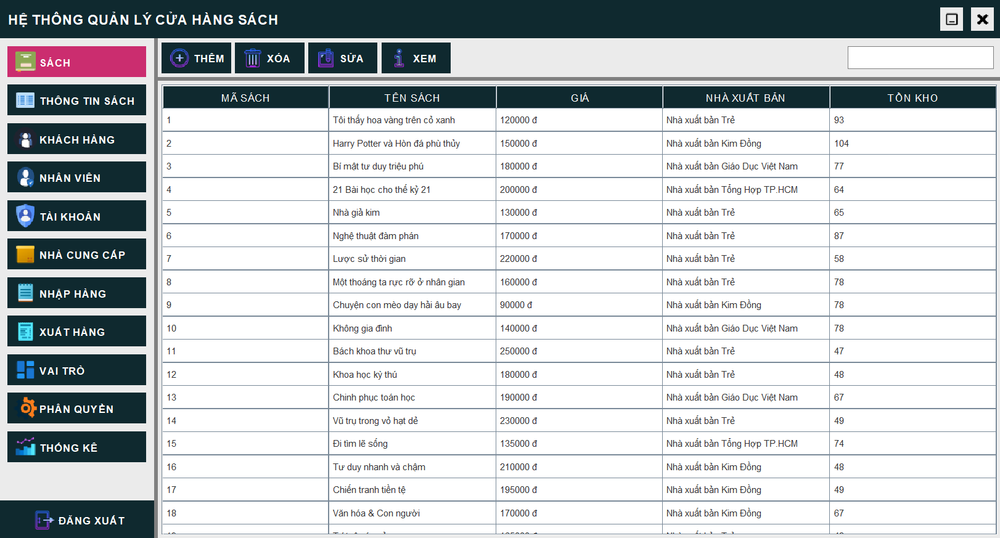 HỆ THỐNG QUẢN LÝ CỬA HÀNG SÁCH
SÁCH
THÔNG TIN SÁCH
KHÁCH HÀNG
NHÂN VIÊN
TÀI KHOẢN
NHÀ CUNG CẤP
NHẬP HÀNG
XUẤT HÀNG
VAI TRÒ
PHÂN QUYỀN
THỐNG KÊ
ĐĂNG XUẤT
THÊM XÓA SỬA XEM
MÃ SÁCH TÊN SÁCH GIÁ NHÀ XUẤT BẢN TỒN KHO
1 Tôi thấy hoa vàng trên cỏ xanh 120000 đ Nhà xuất bản Trẻ 93
2 Harry Potter và Hòn đá phù thủy 150000 đ Nhà xuất bản Kim Đồng 104
3 Bí mật tư duy triệu phú 180000 đ Nhà xuất bản Giáo Dục Việt Nam 77
4 21 Bài học cho thế kỷ 21 200000 đ Nhà xuất bản Tổng Hợp TP.HCM 64
5 Nhà giả kim 130000 đ Nhà xuất bản Trẻ 65
6 Nghệ thuật đàm phán 170000 đ Nhà xuất bản Trẻ 87
7 Lược sử thời gian 220000 đ Nhà xuất bản Trẻ 58
8 Một thoáng ta rực rỡ ở nhân gian 160000 đ Nhà xuất bản Trẻ 78
9 Chuyện con mèo dạy hải âu bay 90000 đ Nhà xuất bản Kim Đồng 78
10 Không gia đình 140000 đ Nhà xuất bản Giáo Dục Việt Nam 78
11 Bách khoa thư vũ trụ 250000 đ Nhà xuất bản Trẻ 47
12 Khoa học kỳ thú 180000 đ Nhà xuất bản Trẻ 48
13 Chinh phục toán học 190000 đ Nhà xuất bản Giáo Dục Việt Nam 67
14 Vũ trụ trong vỏ hạt dẻ 230000 đ Nhà xuất bản Trẻ 49
15 Đi tìm lẽ sống 135000 đ Nhà xuất bản Tổng Hợp TP.HCM 74
16 Tư duy nhanh và chậm 210000 đ Nhà xuất bản Kim Đồng 48
17 Chiến tranh tiền tệ 195000 đ Nhà xuất bản Kim Đồng 49
18 Văn hóa & Con người 170000 đ Nhà xuất bản Kim Đồng 67